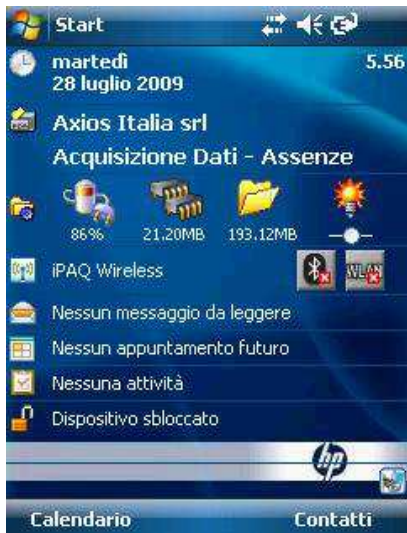 Start
martedì 5.56
28 luglio 2009
Axios Italia srl
Acquisizione Dati - Assenze
86% 21.20MB 193.12MB
iPAQ Wireless WLAN
Nessun messaggio da leggere
Nessun appuntamento futuro
Nessuna attività
Dispositivo sbloccato
hp
Calendario Contatti